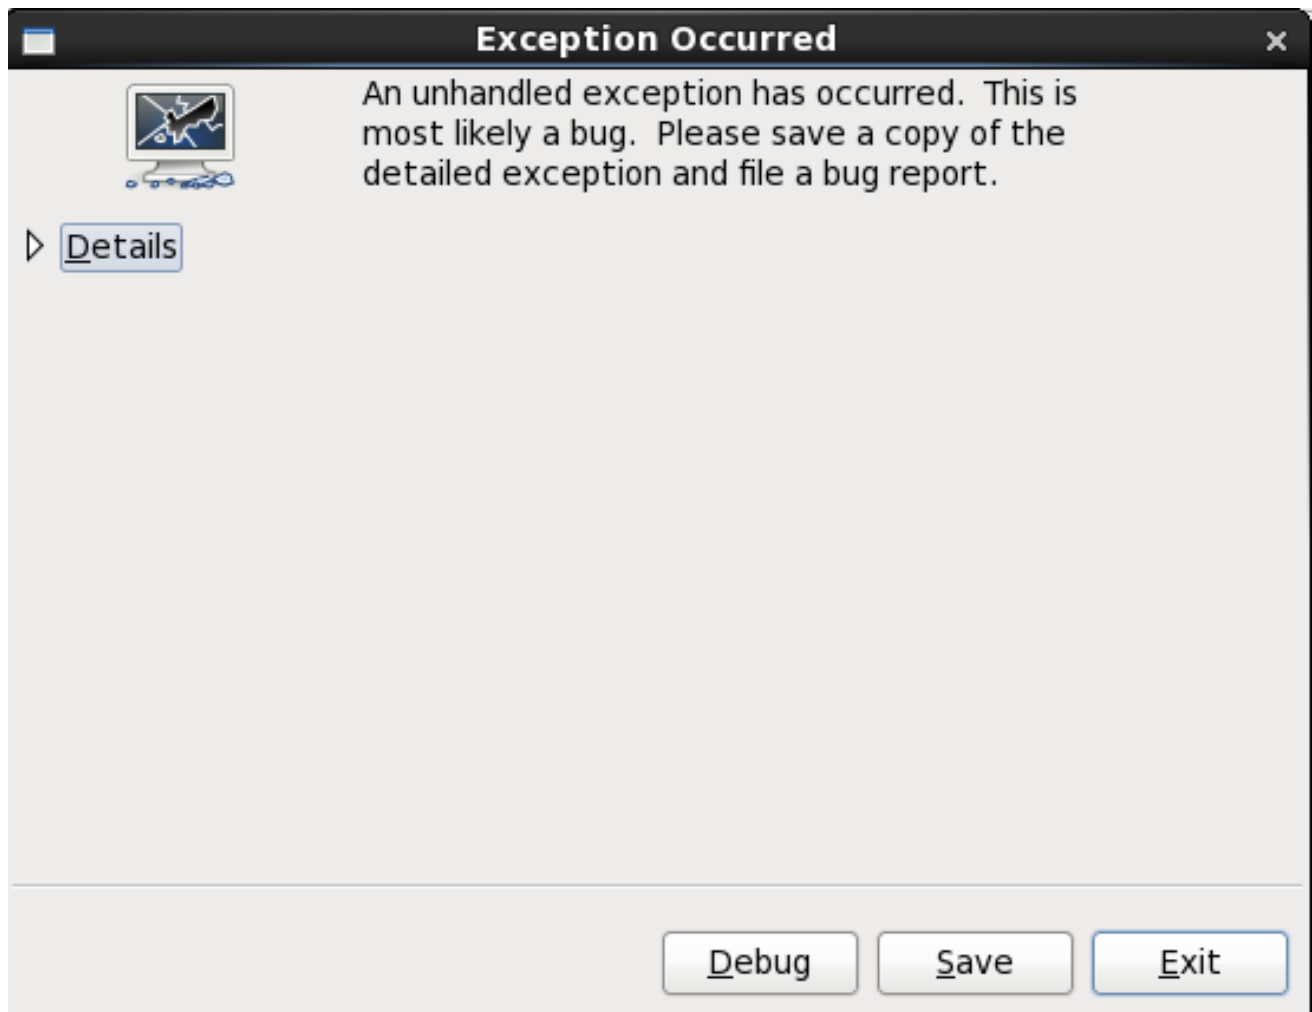 Exception Occurred
An unhandled exception has occurred.  This is
most likely a bug.  Please save a copy of the
detailed exception and file a bug report.
Details
Debug
Save
Exit